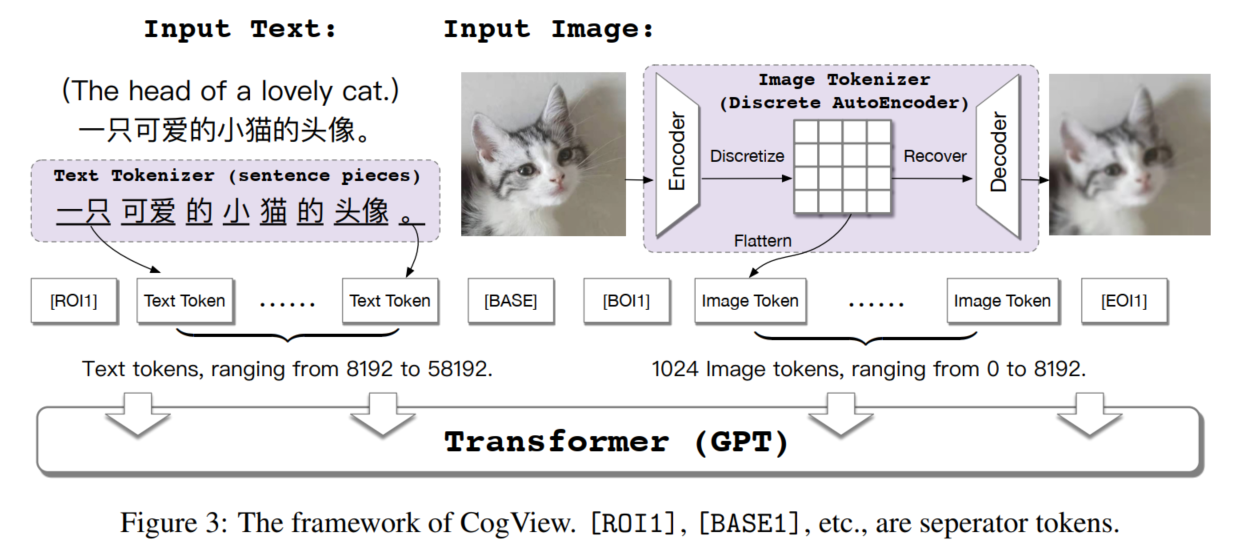 Input Text:
Input Image:
(The head of a lovely cat.)
一只可爱的小猫的头像。
Text Tokenizer (sentence pieces)
一只 可爱 的 小 猫 的 头像 。
Image Tokenizer
(Discrete AutoEncoder)
Encoder
Discretize
Recover
Decoder
Flattern
[ROI1] Text Token ...... Text Token [BASE] [BOI1] Image Token ...... Image Token [EOI1]
Text tokens, ranging from 8192 to 58192.
1024 Image tokens, ranging from 0 to 8192.
Transformer (GPT)
Figure 3: The framework of CogView. [ROI1], [BASE1], etc., are seperator tokens.